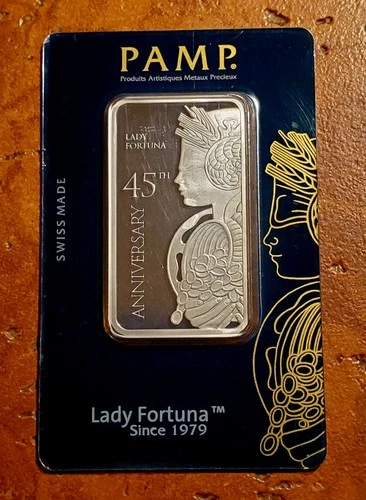 PAMP.
Produits Artistiques Métaux Précieux
LADY
FORTUNA
45TH
ANNIVERSARY
SWISS MADE
Lady Fortuna™
Since 1979